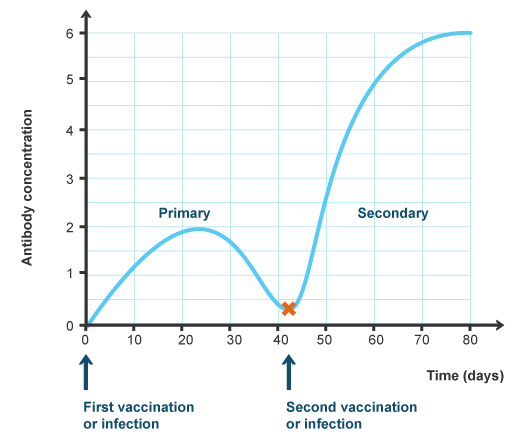 6
5
4
3
2
1
0
Antibody concentration
Primary
Secondary
0 10 20 30 40 50 60 70 80
Time (days)
First vaccination
or infection
Second vaccination
or infection